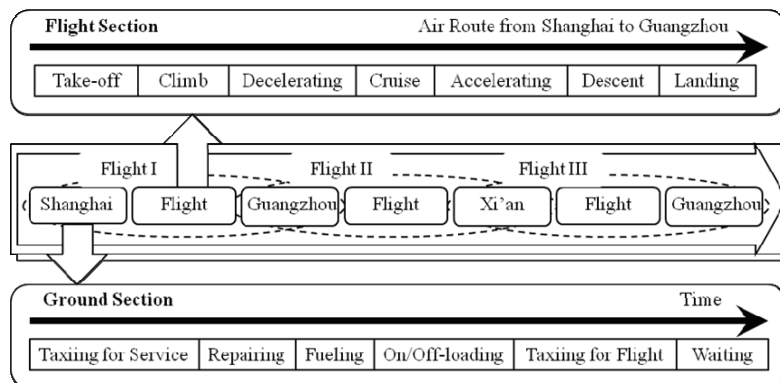 Flight Section Air Route from Shanghai to Guangzhou
Take-off Climb Decelerating Cruise Accelerating Descent Landing
Flight I Flight II Flight III
Shanghai Flight Guangzhou Flight Xi'an Flight Guangzhou
Ground Section Time
Taxiing for Service Repairing Fueling On/Off-loading Taxiing for Flight Waiting